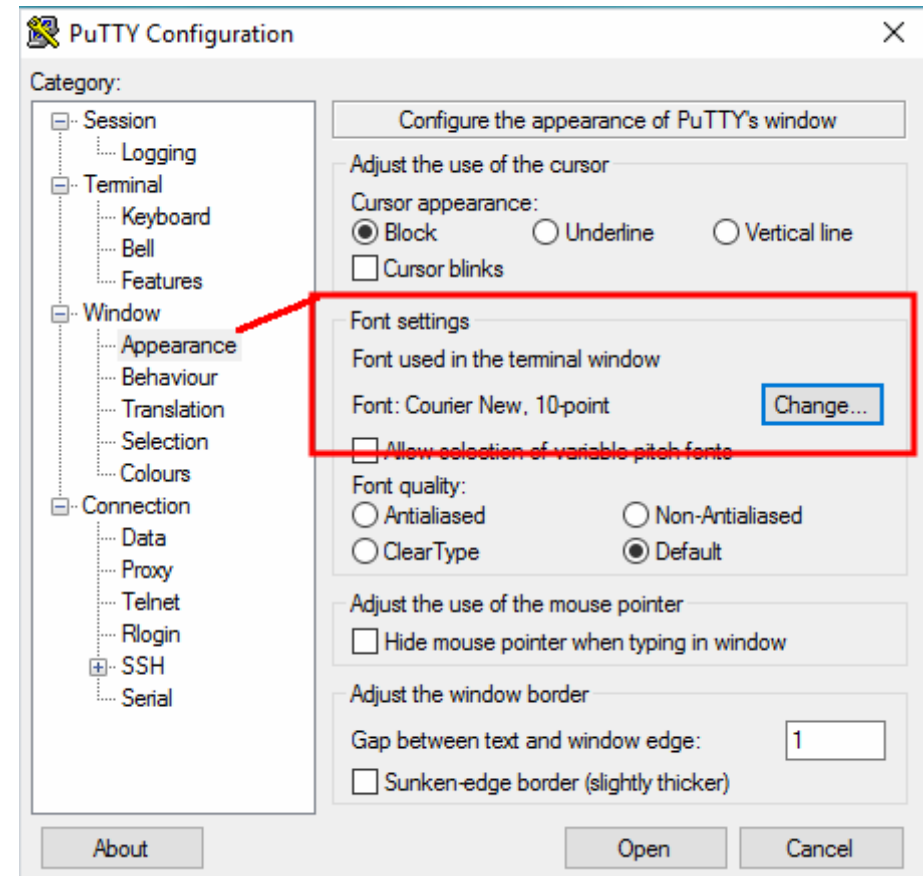 PuTTY Configuration
Category:
Session
Logging
Terminal
Keyboard
Bell
Features
Window
Appearance
Behaviour
Translation
Selection
Colours
Connection
Data
Proxy
Telnet
Rlogin
SSH
Serial
Configure the appearance of PuTTY's window
Adjust the use of the cursor
Cursor appearance:
Block Underline Vertical line
Cursor blinks
Font settings
Font used in the terminal window
Font: Courier New, 10-point Change...
Allow selection of variable pitch fonts
Font quality:
Antialiased Non-Antialiased
ClearType Default
Adjust the use of the mouse pointer
Hide mouse pointer when typing in window
Adjust the window border
Gap between text and window edge: 1
Sunken-edge border (slightly thicker)
About Open Cancel